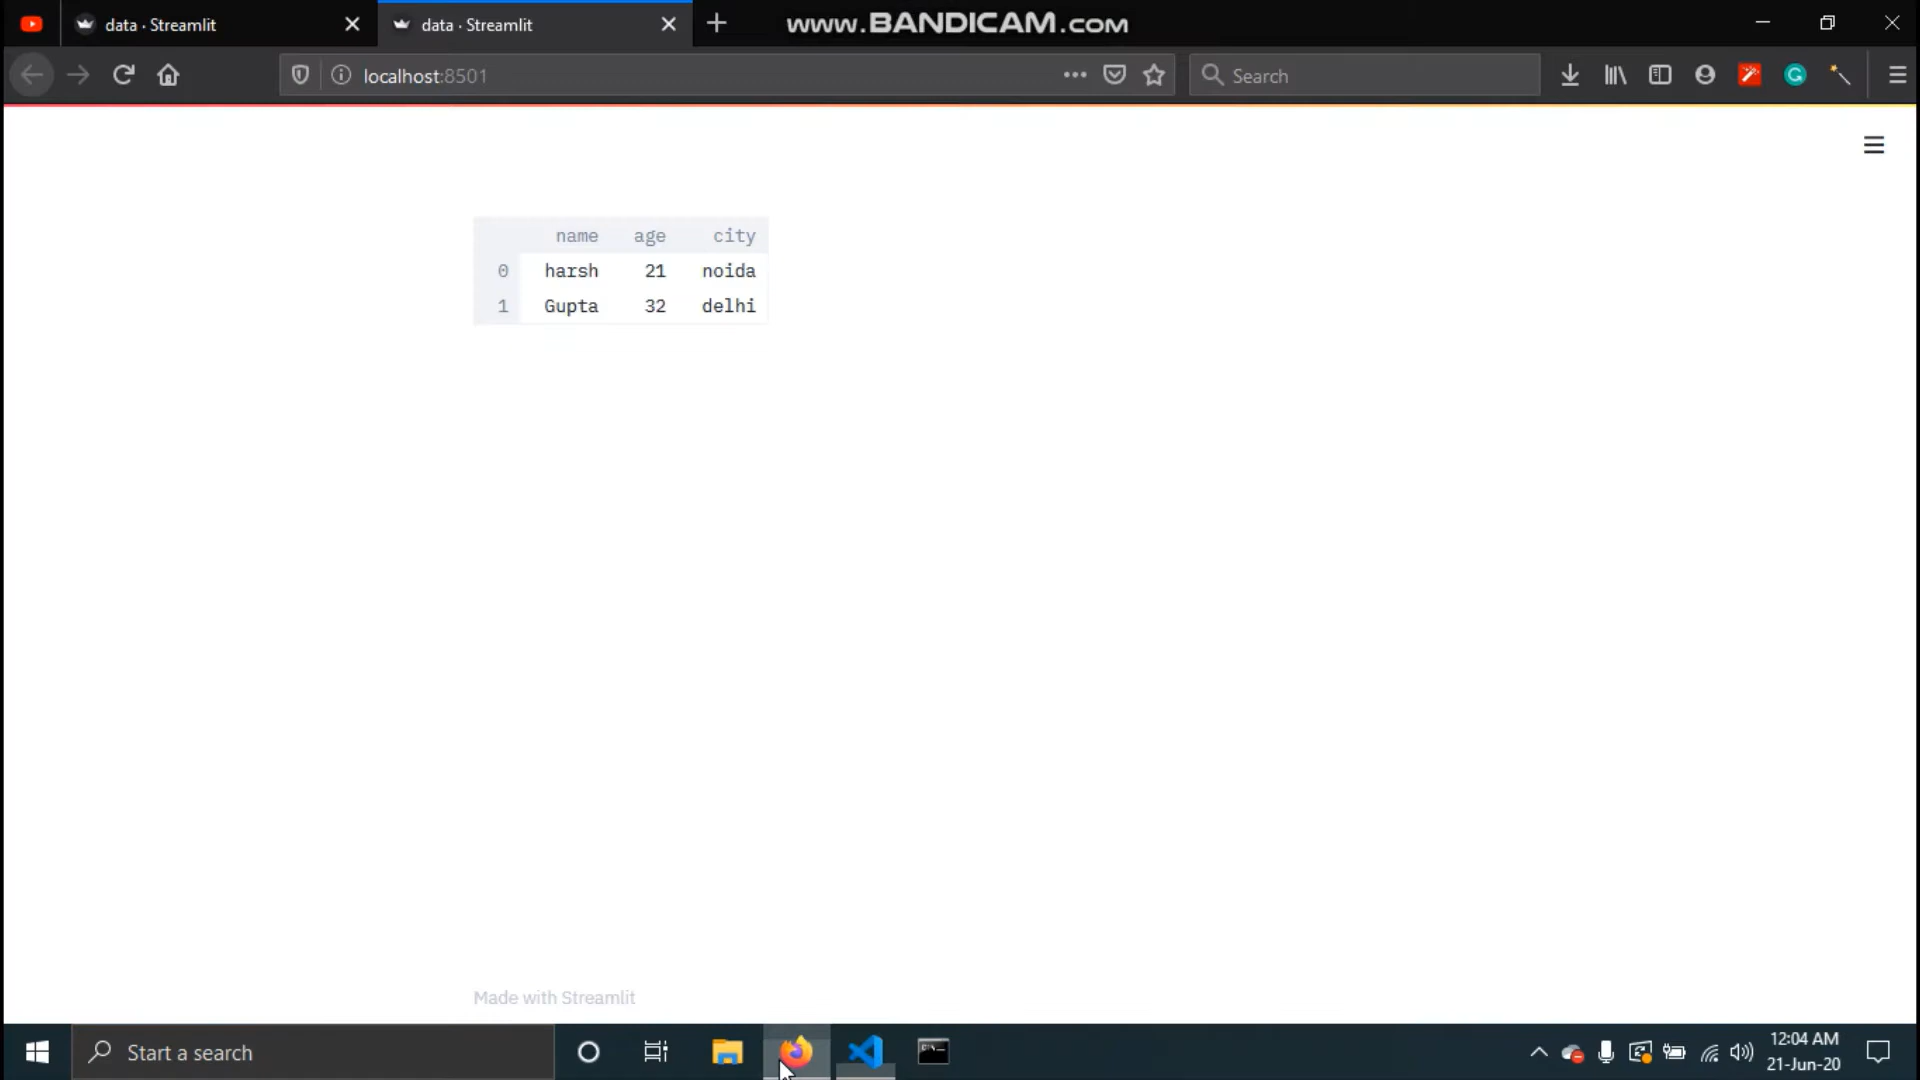 data · Streamlit
data · Streamlit
www.BANDICAM.com
localhost:8501
Search
name age city
0 harsh 21 noida
1 Gupta 32 delhi
Made with Streamlit
Start a search
12:04 AM
21-Jun-20